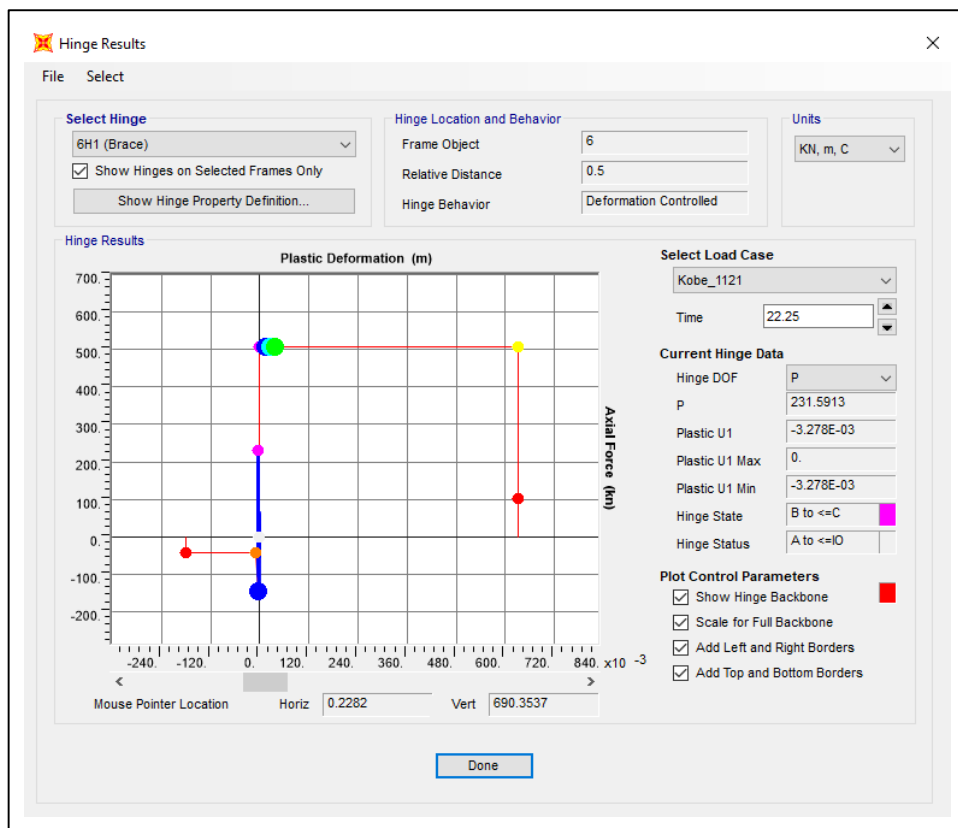 Hinge Results
File Select
Select Hinge
6H1 (Brace)
Show Hinges on Selected Frames Only
Show Hinge Property Definition...
Hinge Location and Behavior
Frame Object 6
Relative Distance 0.5
Hinge Behavior Deformation Controlled
Units
KN, m, C
Hinge Results
Plastic Deformation (m)
700.
600.
500.
400.
300.
200.
100.
0.
-100.
-200.
Axial Force (kn)
-240. -120. 0. 120. 240. 360. 480. 600. 720. 840. x10 -3
Mouse Pointer Location Horiz 0.2282 Vert 690.3537
Select Load Case
Kobe_1121
Time 22.25
Current Hinge Data
Hinge DOF P
P 231.5913
Plastic U1 -3.278E-03
Plastic U1 Max 0.
Plastic U1 Min -3.278E-03
Hinge State B to <=C
Hinge Status A to <=IO
Plot Control Parameters
Show Hinge Backbone
Scale for Full Backbone
Add Left and Right Borders
Add Top and Bottom Borders
Done